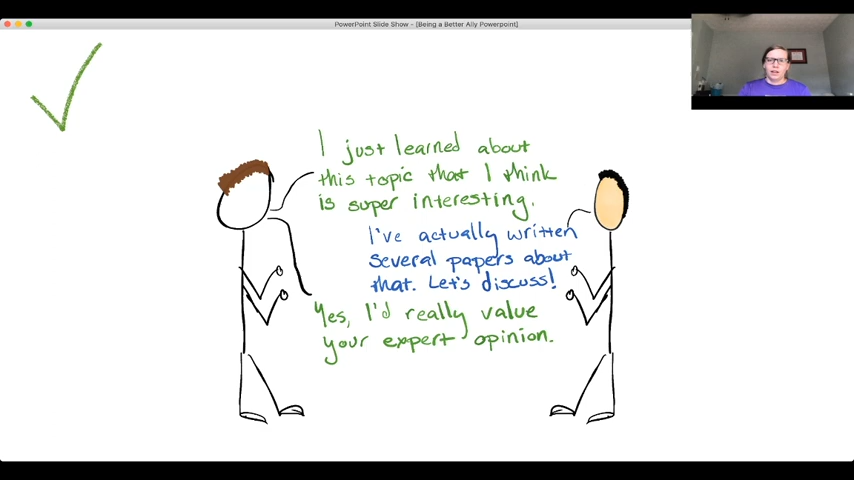 PowerPoint Slide Show - [Being a Better Ally Powerpoint]
I just learned about
this topic that I think
is super interesting.
I've actually written
several papers about
that. Let's discuss!
Yes, I'd really value
your expert opinion.